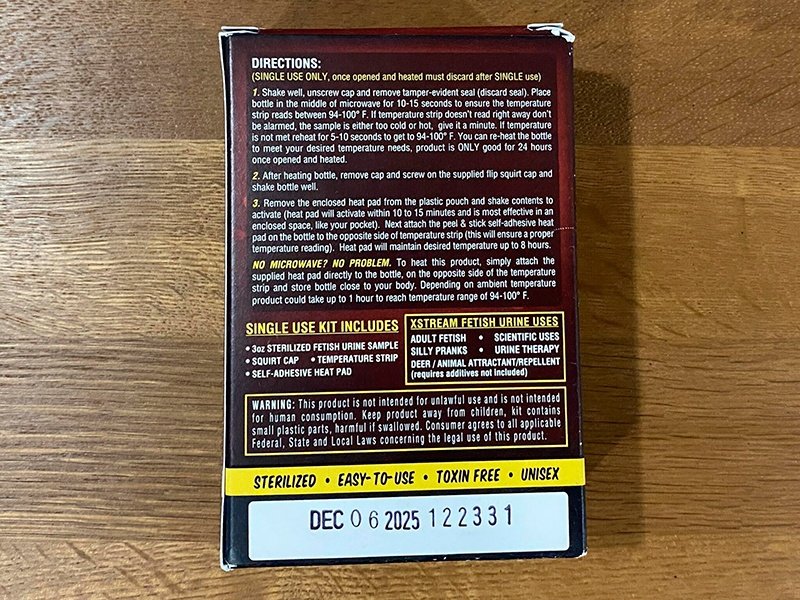 DIRECTIONS:
(SINGLE USE ONLY, once opened and heated must discard after SINGLE use)
1. Shake well, unscrew cap and remove tamper-evident seal (discard seal). Place
bottle in the middle of microwave for 10-15 seconds to ensure the temperature
strip reads between 94-100° F. If temperature strip doesn't read right away don't
be alarmed, the sample is either too cold or hot, give it a minute. If temperature
is not met reheat for 5-10 seconds to get to 94-100° F. You can re-heat the bottle
to meet your desired temperature needs, product is ONLY good for 24 hours
once opened and heated.
2. After heating bottle, remove cap and screw on the supplied flip squirt cap and
shake bottle well.
3. Remove the enclosed heat pad from the plastic pouch and shake contents to
activate (heat pad will activate within 10 to 15 minutes and is most effective in an
enclosed space, like your pocket). Next attach the peel & stick self-adhesive heat
pad on the bottle to the opposite side of temperature strip (this will ensure a proper
temperature reading). Heat pad will maintain desired temperature up to 8 hours.
NO MICROWAVE? NO PROBLEM. To heat this product, simply attach the
supplied heat pad directly to the bottle, on the opposite side of the temperature
strip and store bottle close to your body. Depending on ambient temperature
product could take up to 1 hour to reach temperature range of 94-100° F.
SINGLE USE KIT INCLUDES
• 3oz STERILIZED FETISH URINE SAMPLE
• SQUIRT CAP • TEMPERATURE STRIP
• SELF-ADHESIVE HEAT PAD
XSTREAM FETISH URINE USES
ADULT FETISH • SCIENTIFIC USES
SILLY PRANKS • URINE THERAPY
DEER / ANIMAL ATTRACTANT/REPELLENT
(requires additives not included)
WARNING: This product is not intended for unlawful use and is not intended
for human consumption. Keep product away from children, kit contains
small plastic parts, harmful if swallowed. Consumer agrees to all applicable
Federal, State and Local Laws concerning the legal use of this product.
STERILIZED • EASY-TO-USE • TOXIN FREE • UNISEX
DEC 06 2025 122331